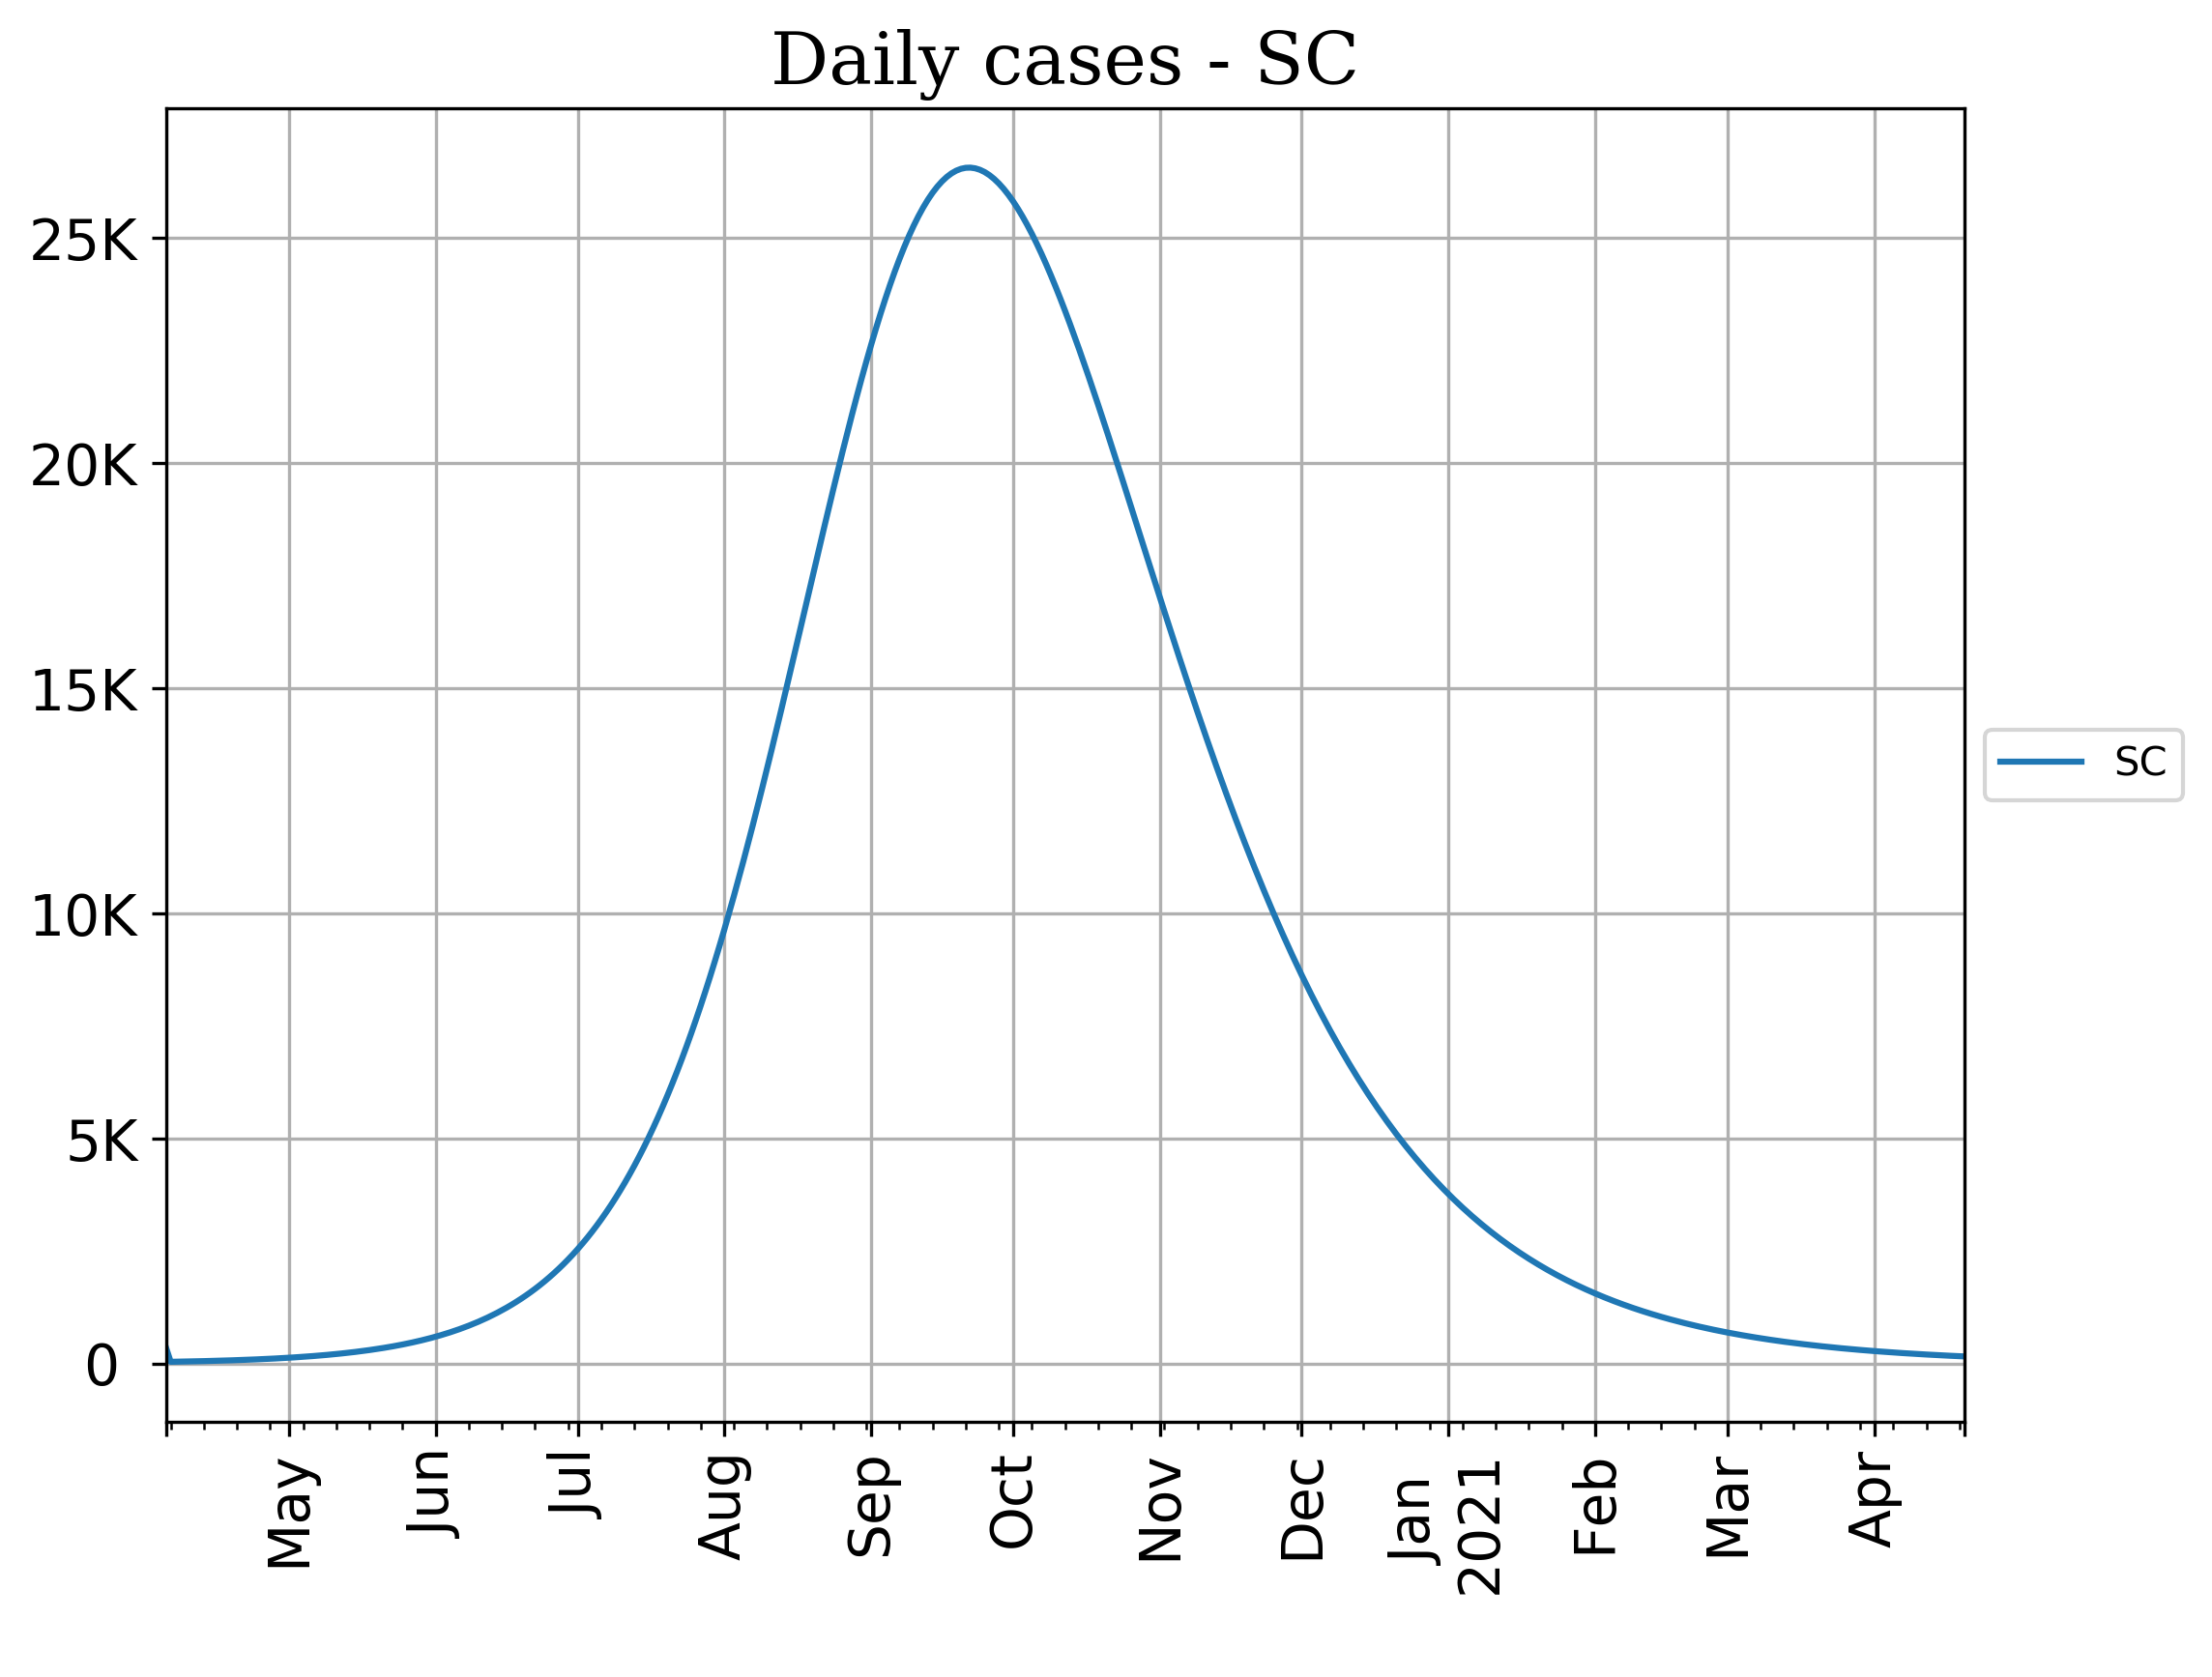 Daily cases - SC
25K
20K
15K
10K
5K
0
SC
May
Jun
Jul
Aug
Sep
Oct
Nov
Dec
Jan
2021
Feb
Mar
Apr